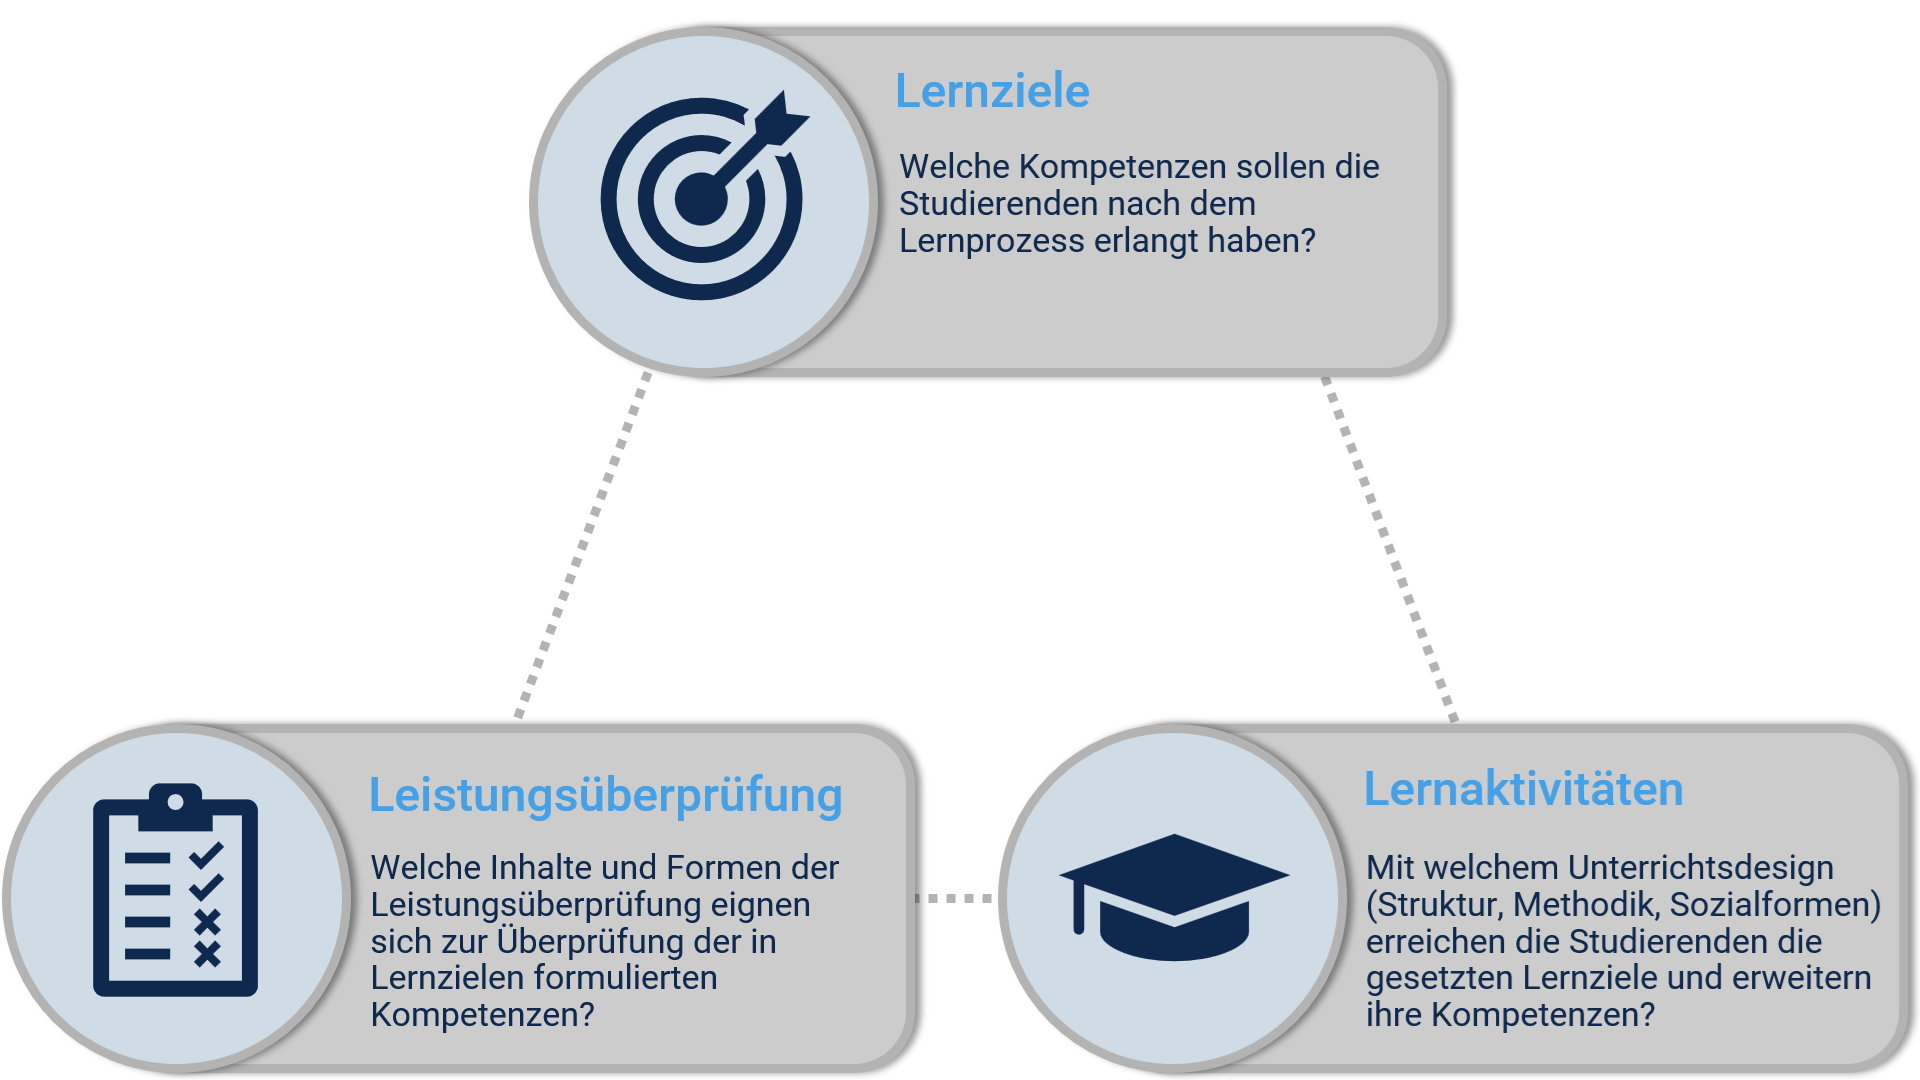 Lernziele
Welche Kompetenzen sollen die
Studierenden nach dem
Lernprozess erlangt haben?
Leistungsüberprüfung
Welche Inhalte und Formen der
Leistungsüberprüfung eignen
sich zur Überprüfung der in
Lernzielen formulierten
Kompetenzen?
Lernaktivitäten
Mit welchem Unterrichtsdesign
(Struktur, Methodik, Sozialformen)
erreichen die Studierenden die
gesetzten Lernziele und erweitern
ihre Kompetenzen?